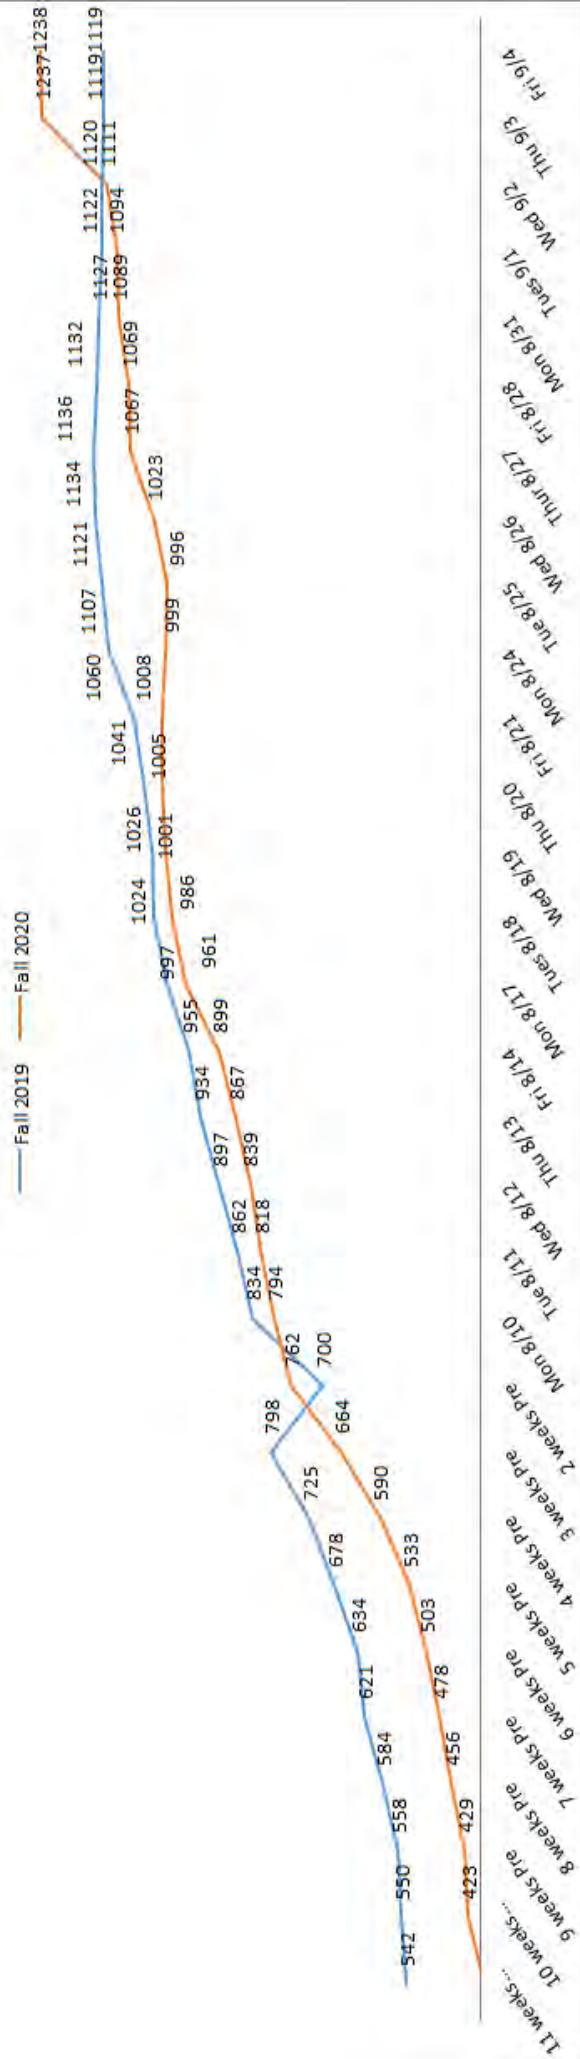 Fall 2019
Fall 2020
542
550
558
584
621
634
678
725
798
700
834
862
897
934
955
997
1024
1026
1041
1060
1107
1121
1134
1136
1132
1127
1122
1120
1119
1119
423
429
456
478
503
533
590
664
762
794
818
839
867
899
961
986
1001
1005
1008
999
996
1023
1067
1069
1089
1094
1111
1237
1238
11 weeks...
10 weeks...
9 weeks Pre
8 weeks Pre
7 weeks Pre
6 weeks Pre
5 weeks Pre
4 weeks Pre
3 weeks Pre
2 weeks Pre
Mon 8/10
Tue 8/11
Wed 8/12
Thu 8/13
Fri 8/14
Mon 8/17
Tues 8/18
Wed 8/19
Thu 8/20
Fri 8/21
Mon 8/24
Tue 8/25
Wed 8/26
Thur 8/27
Fri 8/28
Mon 8/31
Tues 9/1
Wed 9/2
Thu 9/3
Fri 9/4